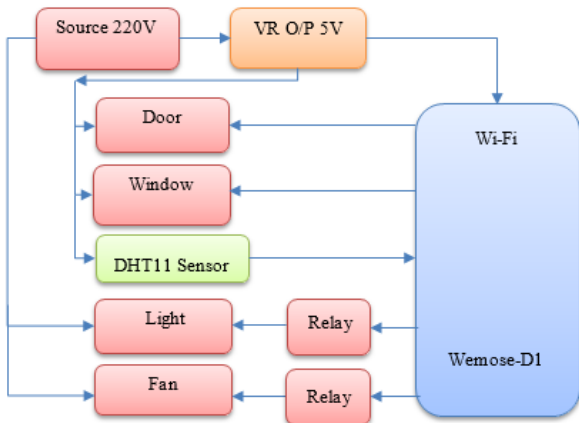 Source 220V
VR O/P 5V
Door
Wi-Fi
Window
DHT11 Sensor
Light
Relay
Wemose-D1
Fan
Relay